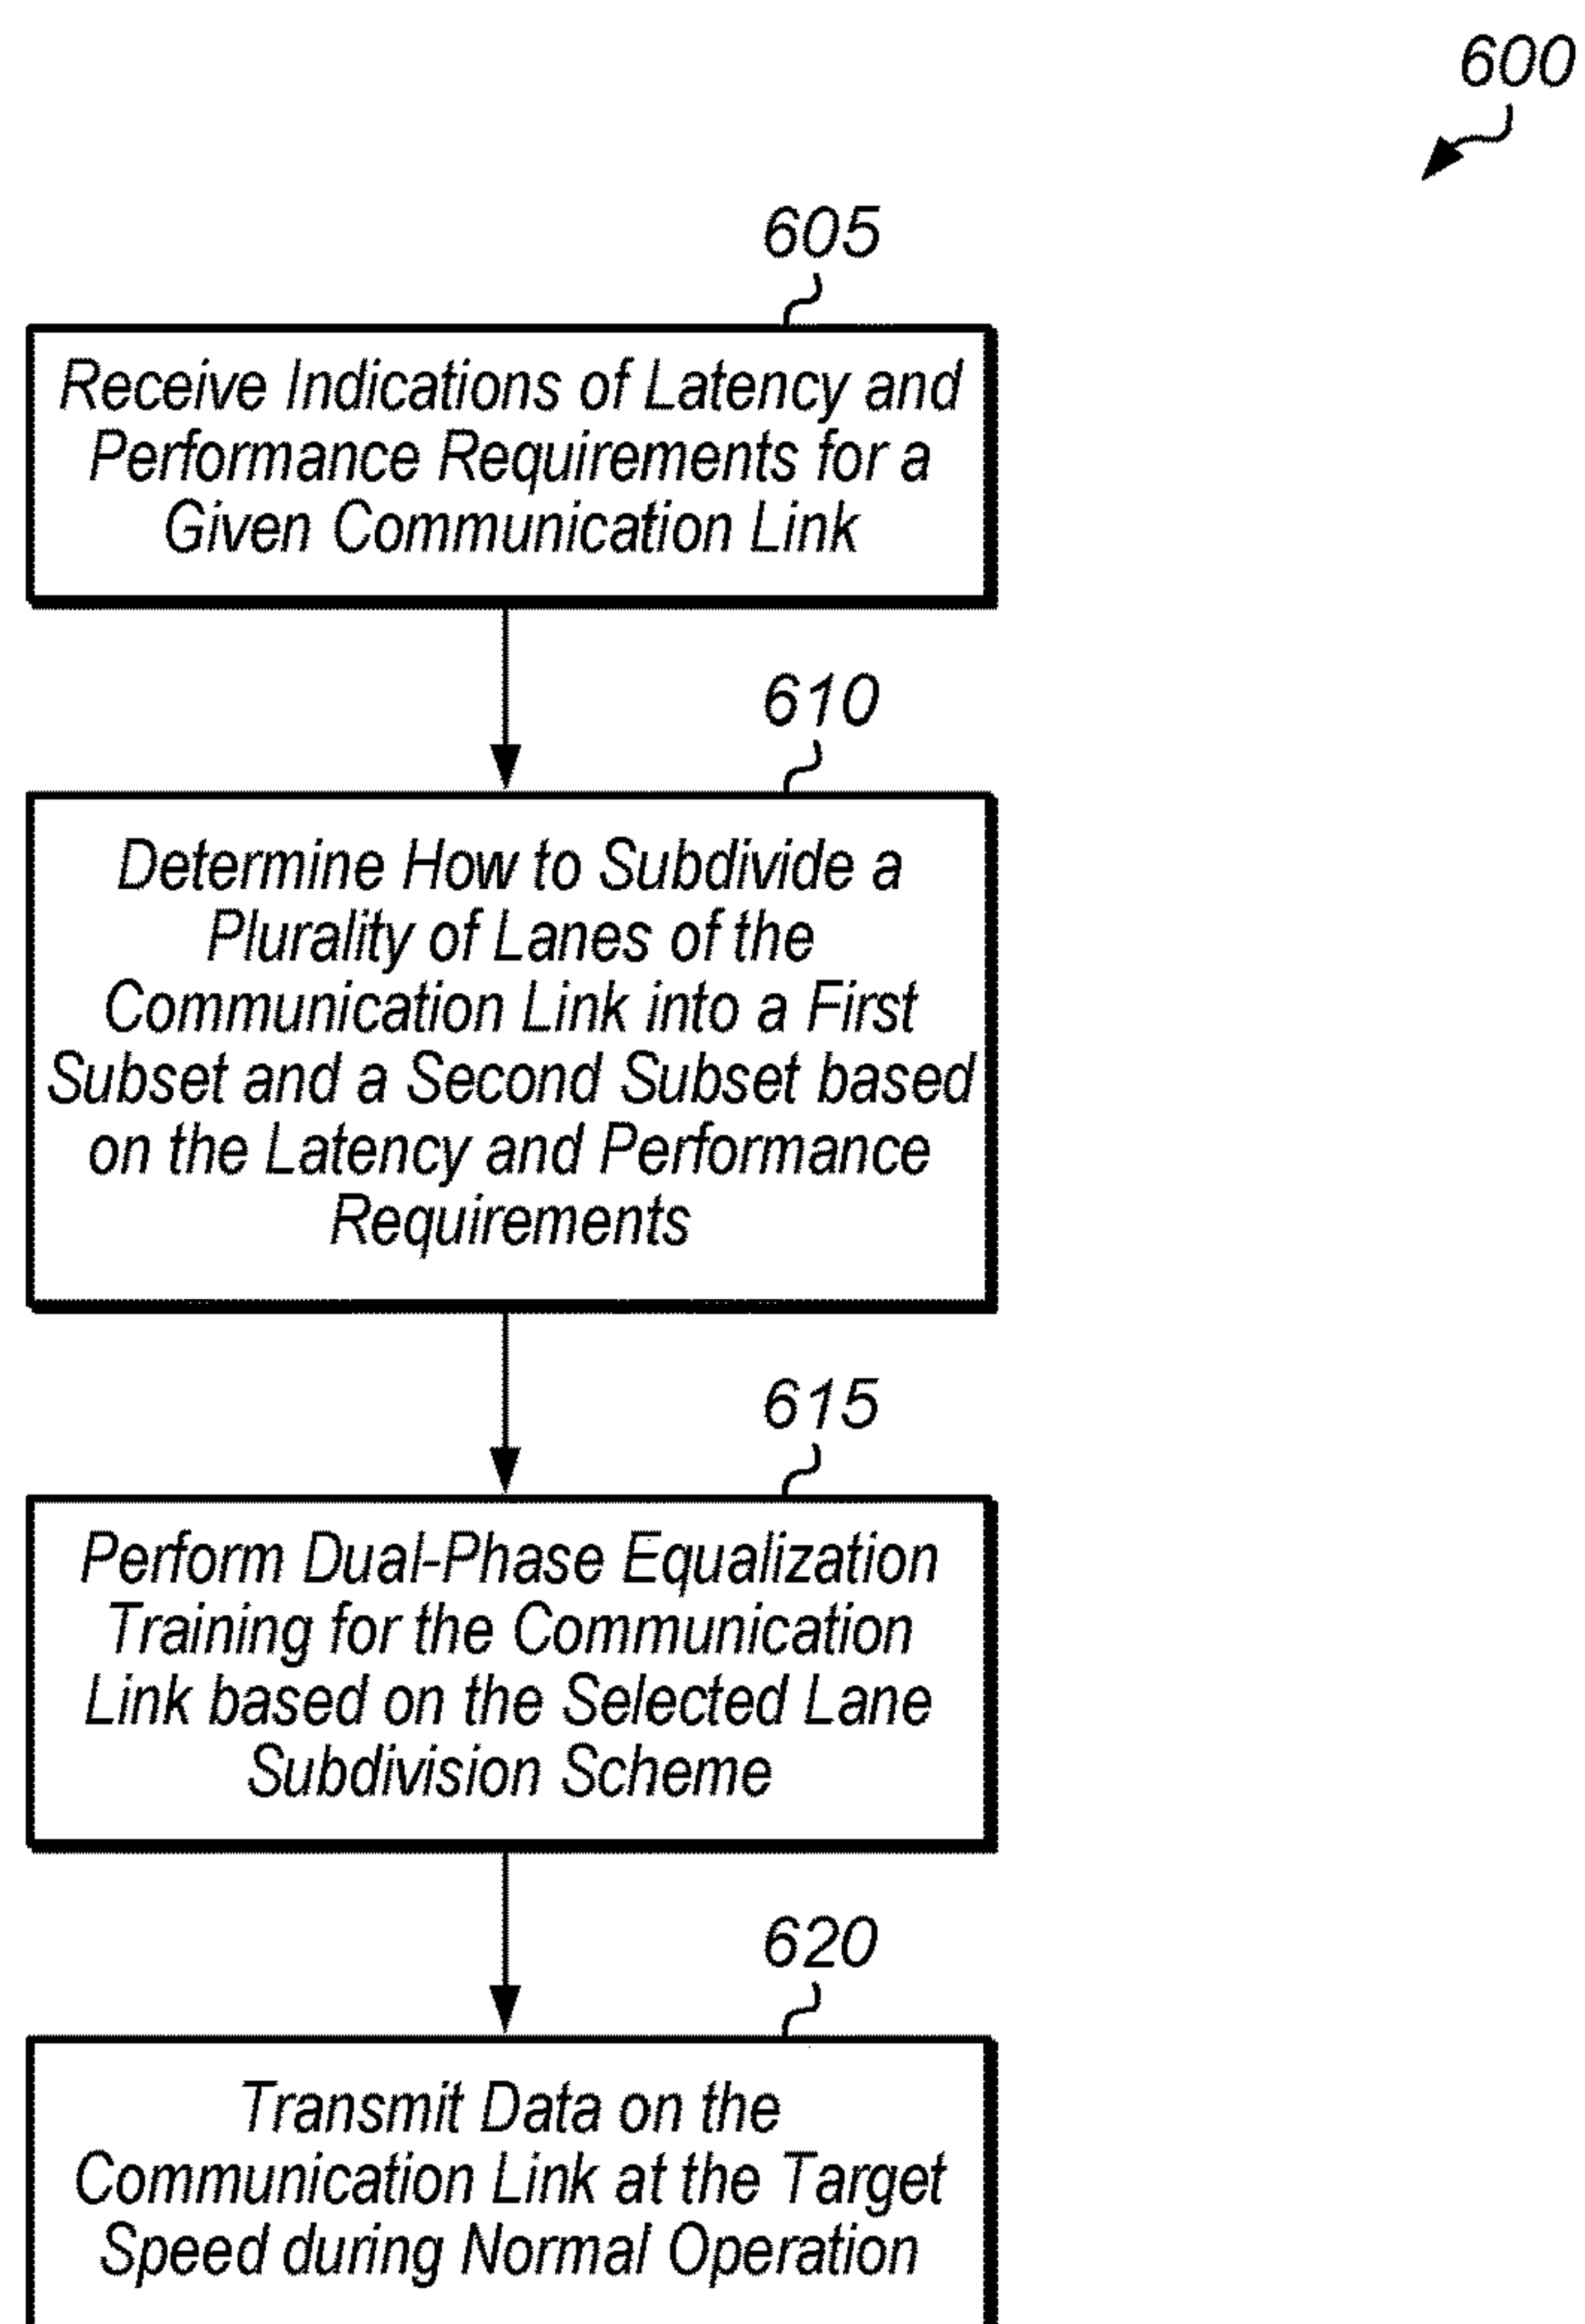 600
605
Receive Indications of Latency and
Performance Requirements for a
Given Communication Link
610
Determine How to Subdivide a
Plurality of Lanes of the
Communication Link into a First
Subset and a Second Subset based
on the Latency and Performance
Requirements
615
Perform Dual-Phase Equalization
Training for the Communication
Link based on the Selected Lane
Subdivision Scheme
620
Transmit Data on the
Communication Link at the Target
Speed during Normal Operation